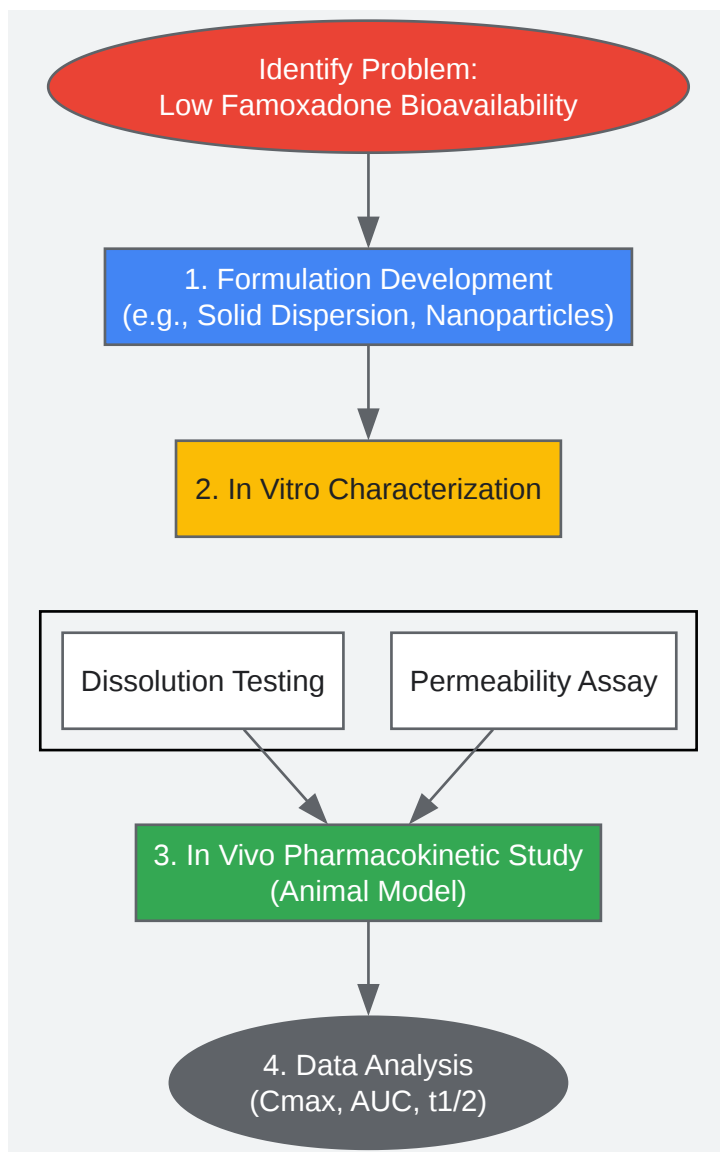 Identify Problem:
Low Famoxadone Bioavailability
1. Formulation Development
(e.g., Solid Dispersion, Nanoparticles)
2. In Vitro Characterization
Dissolution Testing
Permeability Assay
3. In Vivo Pharmacokinetic Study
(Animal Model)
4. Data Analysis
(Cmax, AUC, t1/2)